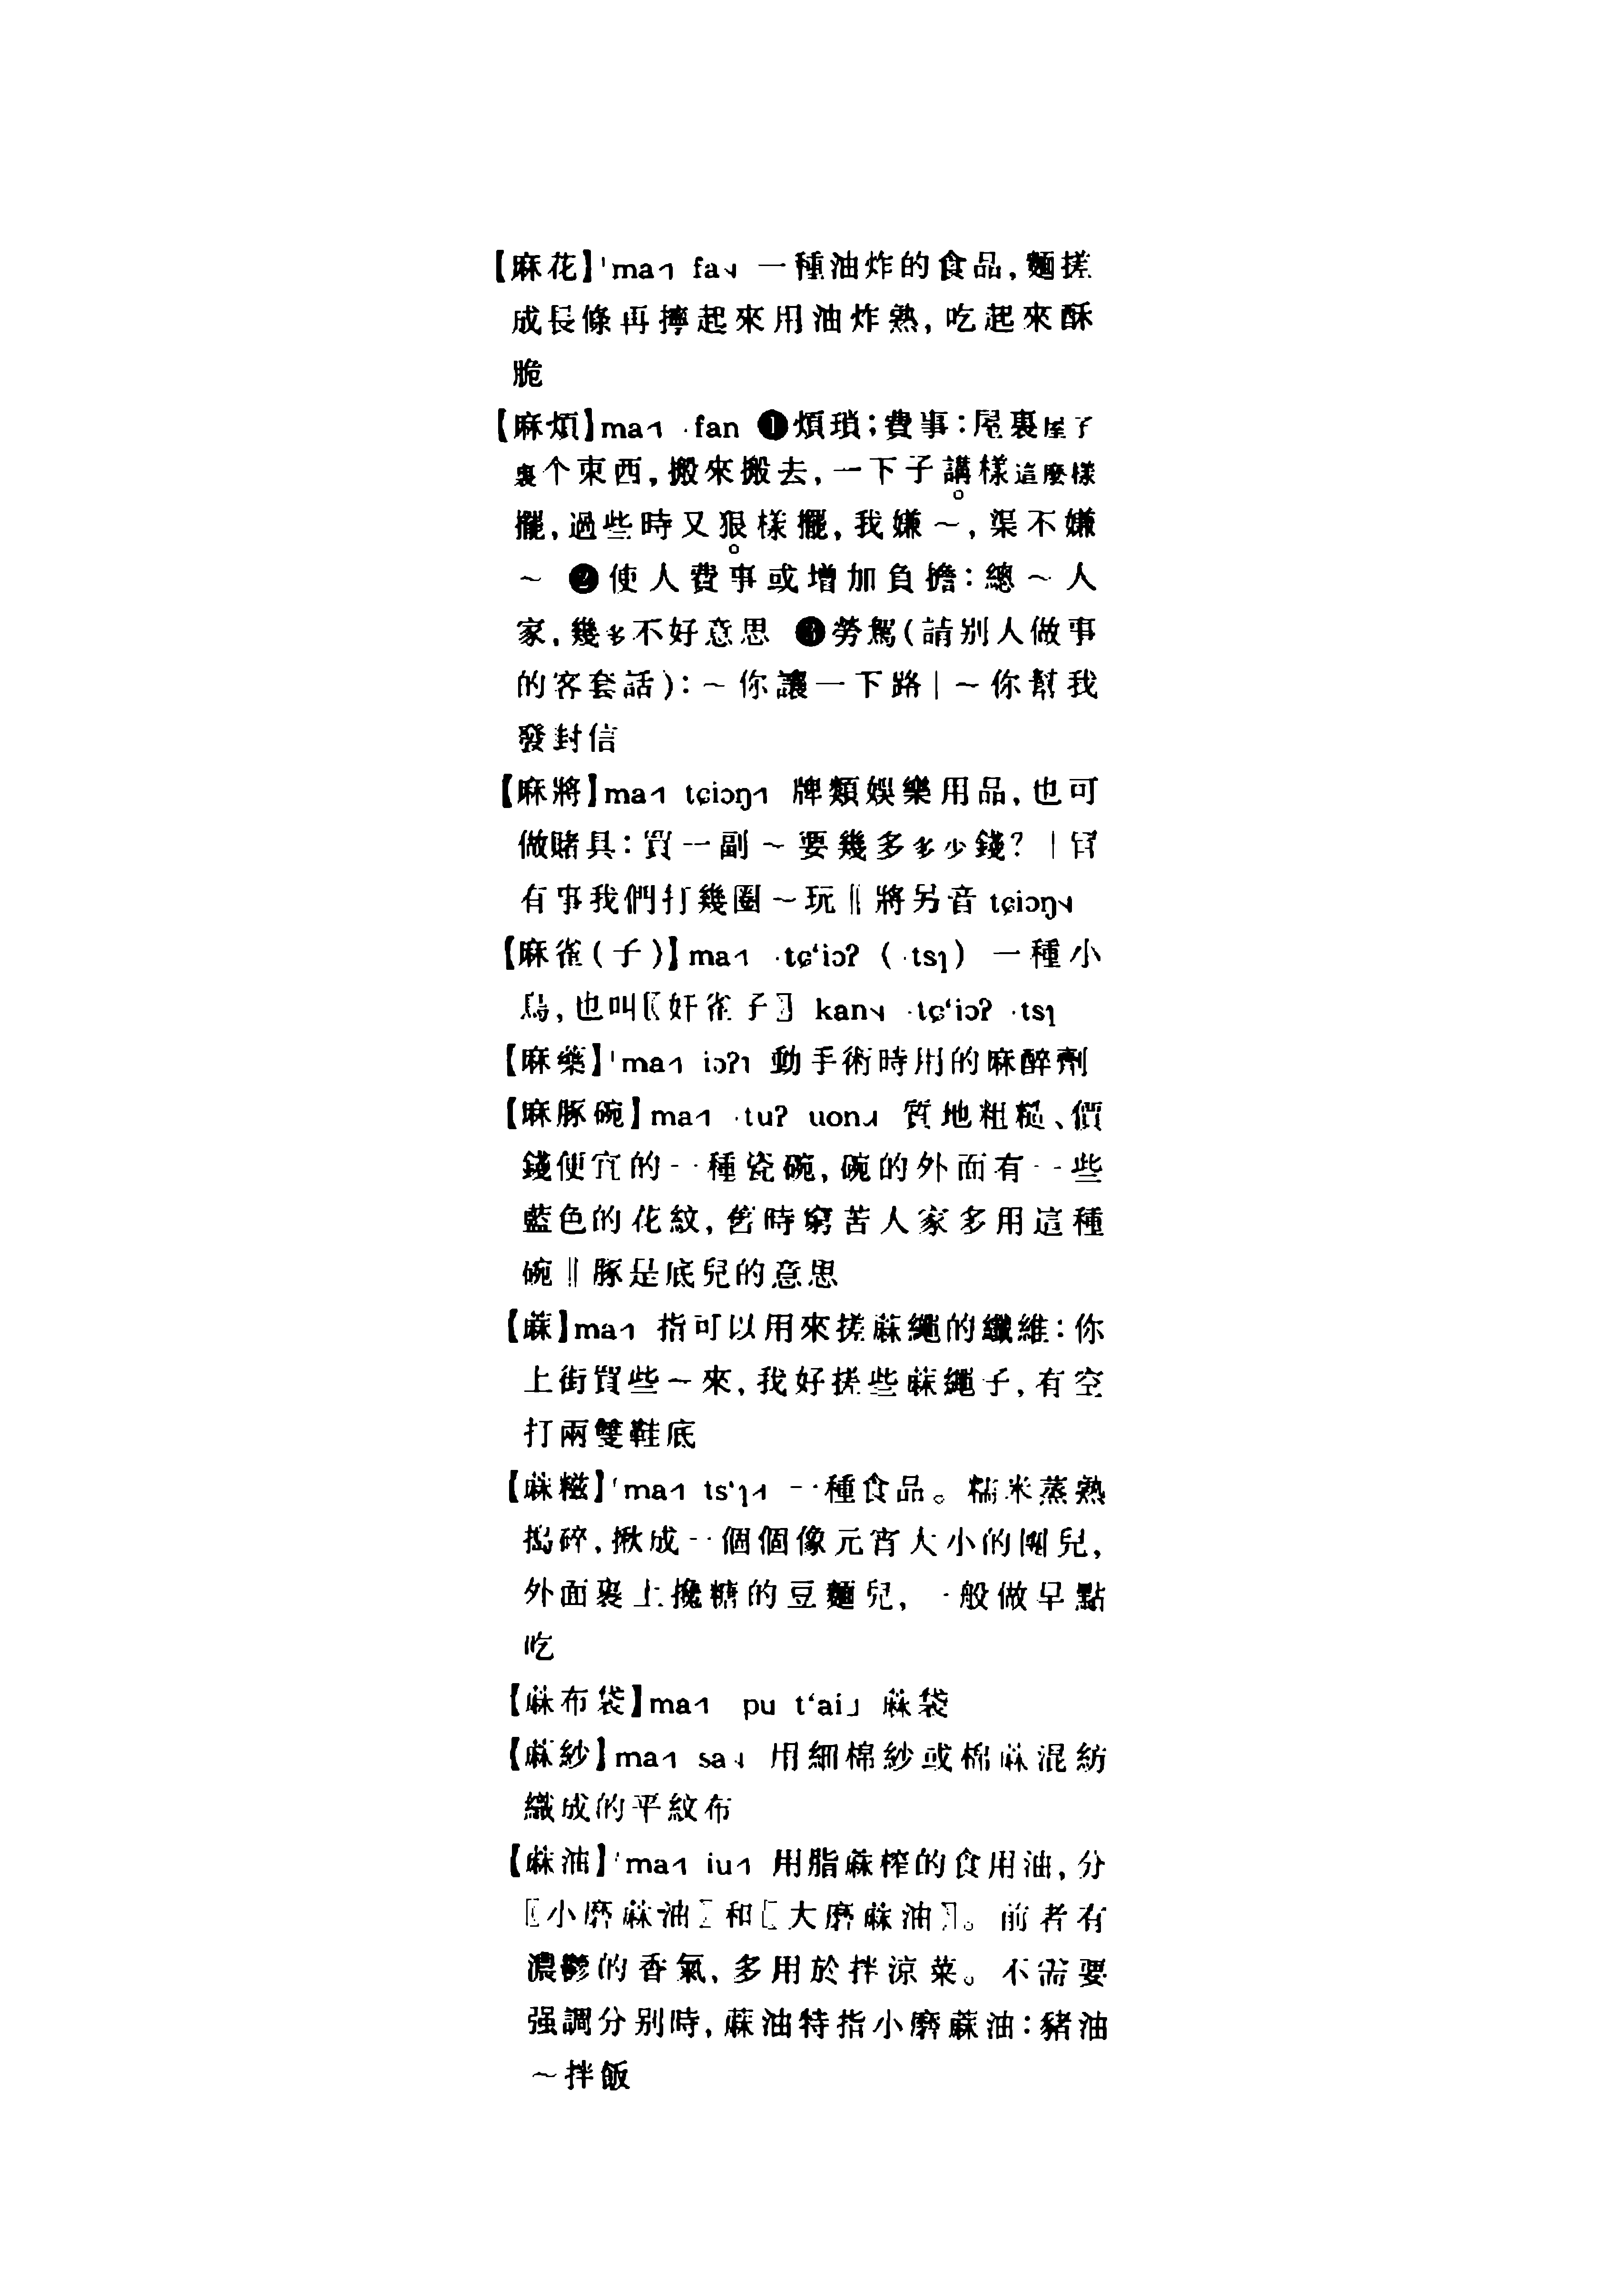 【麻花】ˈma˦ fa˨ 一種油炸的食品,麵搓
成長條再擰起來用油炸熟,吃起來酥
脆
【麻煩】ma˦ ·fan ❶煩瑣;費事:屋裏屋子
裏个東西,搬來搬去,一下子講樣這麼樣
擺,過些時又狠樣擺,我嫌~,渠不嫌
~ ❷使人費事或增加負擔:總~人
家,幾多不好意思 ❸勞駕(請別人做事
的客套話):~你讓一下路|~你幫我
發封信
【麻將】ma˦ tɕiɔŋ˦ 牌類娛樂用品,也可
做賭具:買一副~要幾多多少錢?|冇
有事我們打幾圈~玩‖將另音 tɕiɔŋ˨
【麻雀(子)】ma˦ ·tɕ‘iɔʔ (·tsɿ) 一種小
鳥,也叫〖奸雀子〗 kan˨ ·tɕ‘iɔʔ ·tsɿ
【麻藥】ˈma˦ iɔʔ˥ 動手術時用的麻醉劑
【麻豚碗】ma˦ ·tuʔ uon˩ 質地粗糙、價
錢便宜的一種瓷碗,碗的外面有一些
藍色的花紋,舊時窮苦人家多用這種
碗‖豚是底兒的意思
【蔴】ma˦ 指可以用來搓蔴繩的纖維:你
上街買些~來,我好搓些蔴繩子,有空
打兩雙鞋底
【蔴糍】ˈma˦ ts‘ɿ˦ 一種食品。糯米蒸熟
搗碎,揪成一個個像元宵大小的團兒,
外面裹上攙糖的豆麵兒,一般做早點
吃
【蔴布袋】ma˦ pu t‘ai˩ 蔴袋
【蔴紗】ma˦ sa˨ 用細棉紗或棉蔴混紡
織成的平紋布
【蔴油】ˈma˦ iu˦ 用脂蔴榨的食用油,分
〖小磨蔴油〗和〖大磨蔴油〗。前者有
濃鬱的香氣,多用於拌涼菜。不需要
强調分別時,蔴油特指小磨蔴油:豬油
~拌飯